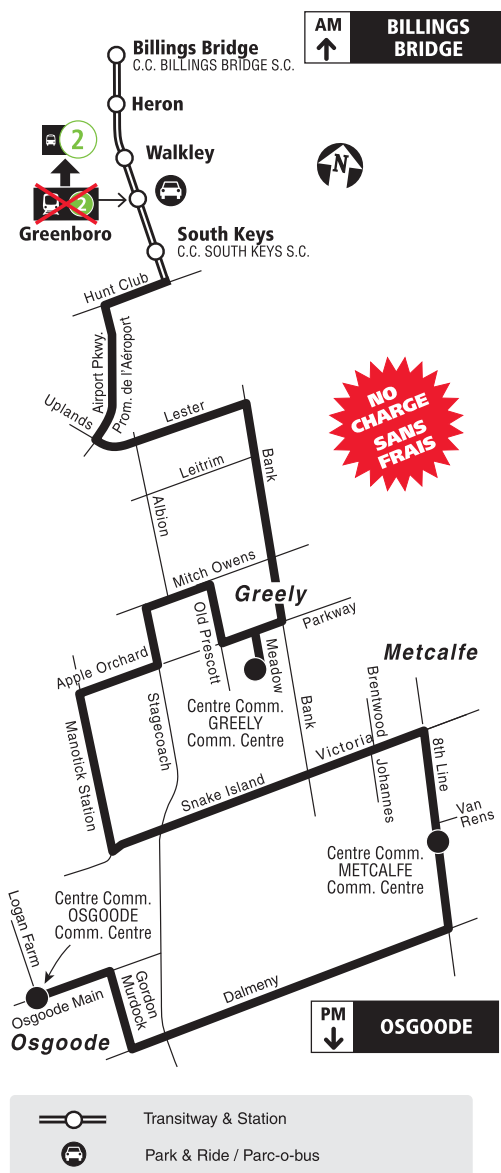 AM
BILLINGS
BRIDGE
Billings Bridge
C.C. BILLINGS BRIDGE S.C.
Heron
2
Walkley
N
2
Greenboro
South Keys
C.C. SOUTH KEYS S.C.
Hunt Club
Airport Pkwy.
Prom. de l'Aéroport
NO
CHARGE
SANS
FRAIS
Uplands
Lester
Leitrim
Bank
Albion
Mitch Owens
Greely
Old Prescott
Parkway
Apple Orchard
Meadow
Metcalfe
Centre Comm.
GREELY
Comm. Centre
Stagecoach
Bank
Brentwood
Manotick Station
Victoria
8th Line
Johannes
Snake Island
Van
Rens
Centre Comm.
METCALFE
Comm. Centre
Centre Comm.
OSGOODE
Comm. Centre
Logan Farm
Osgoode Main
Gordon
Murdock
Dalmeny
Osgoode
PM
OSGOODE
Transitway & Station
Park & Ride / Parc-o-bus